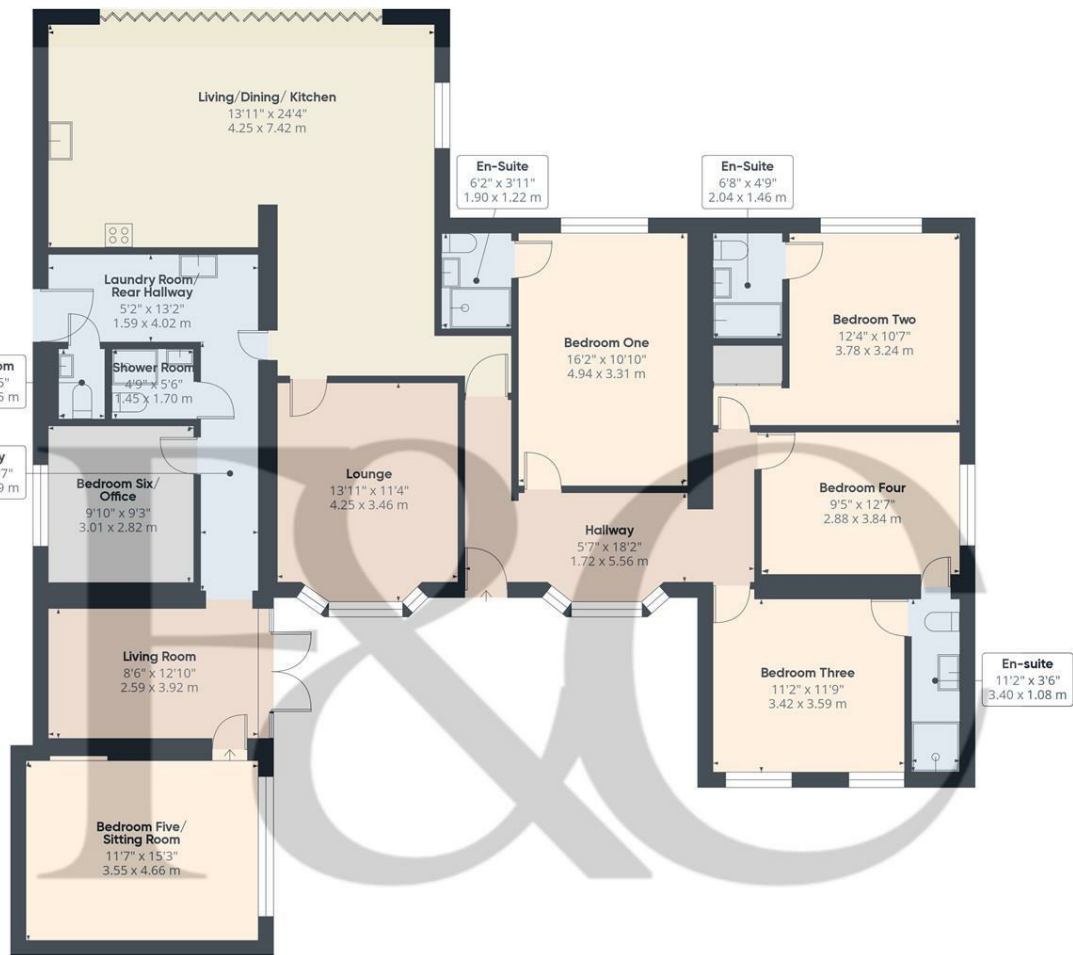 Living/Dining/ Kitchen
13'11" x 24'4"
4.25 x 7.42 m
En-Suite
6'2" x 3'11"
1.90 x 1.22 m
En-Suite
6'8" x 4'9"
2.04 x 1.46 m
Laundry Room/
Rear Hallway
5'2" x 13'2"
1.59 x 4.02 m
Bedroom Two
12'4" x 10'7"
3.78 x 3.24 m
Bedroom One
16'2" x 10'10"
4.94 x 3.31 m
Shower Room
4'9" x 5'6"
1.45 x 1.70 m
Lounge
13'11" x 11'4"
4.25 x 3.46 m
Bedroom Six/
Office
9'10" x 9'3"
3.01 x 2.82 m
Bedroom Four
9'5" x 12'7"
2.88 x 3.84 m
Hallway
5'7" x 18'2"
1.72 x 5.56 m
Living Room
8'6" x 12'10"
2.59 x 3.92 m
Bedroom Three
11'2" x 11'9"
3.42 x 3.59 m
En-suite
11'2" x 3'6"
3.40 x 1.08 m
Bedroom Five/
Sitting Room
11'7" x 15'3"
3.55 x 4.66 m
F&C